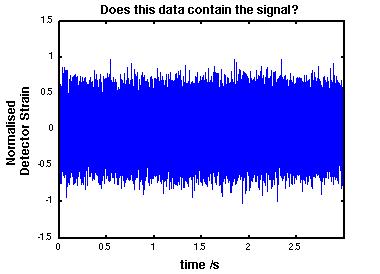 Does this data contain the signal?
1.5
1
0.5
0
-0.5
-1
-1.5
Normalised
Detector Strain
0 0.5 1 1.5 2 2.5
time /s